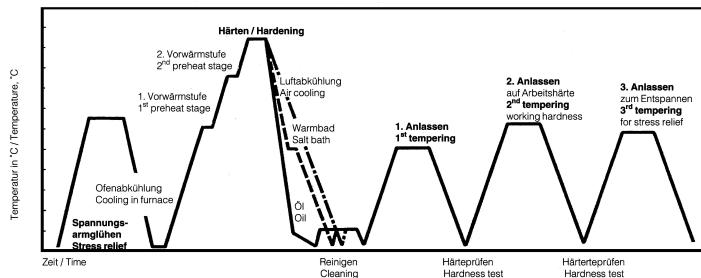 Temperatur in °C / Temperature, °C
Härten / Hardening
2. Vorwärmstufe
2nd preheat stage
1. Vorwärmstufe
1st preheat stage
Luftabkühlung
Air cooling
Warmbad
Salt bath
Öl
Oil
Ofenabkühlung
Cooling in furnace
Spannungs-
armglühen
Stress relief
1. Anlassen
1st tempering
2. Anlassen
auf Arbeitshärte
2nd tempering
working hardness
3. Anlassen
zum Entspannen
3rd tempering
for stress relief
Zeit / Time
Reinigen
Cleaning
Härteprüfen
Hardness test
Härterteprüfen
Hardness test